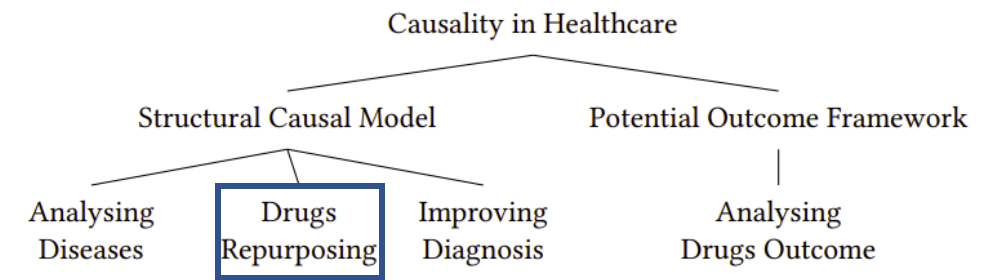 Causality in Healthcare
Structural Causal Model
Potential Outcome Framework
Analysing
Diseases
Drugs
Repurposing
Improving
Diagnosis
Analysing
Drugs Outcome